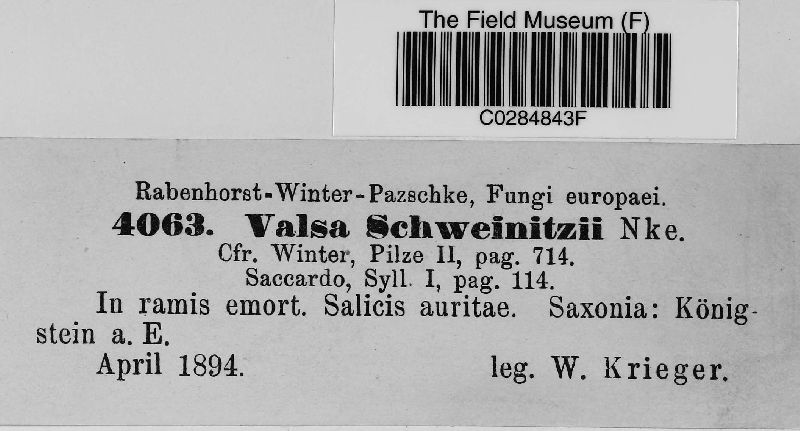 The Field Museum (F)
C0284843F
Rabenhorst-Winter-Pazschke, Fungi europaei.
4063. Valsa Schweinitzii Nke.
Cfr. Winter, Pilze II, pag. 714.
Saccardo, Syll. I, pag. 114.
In ramis emort. Salicis auritae. Saxonia: König-
stein a. E.
April 1894. leg. W. Krieger.